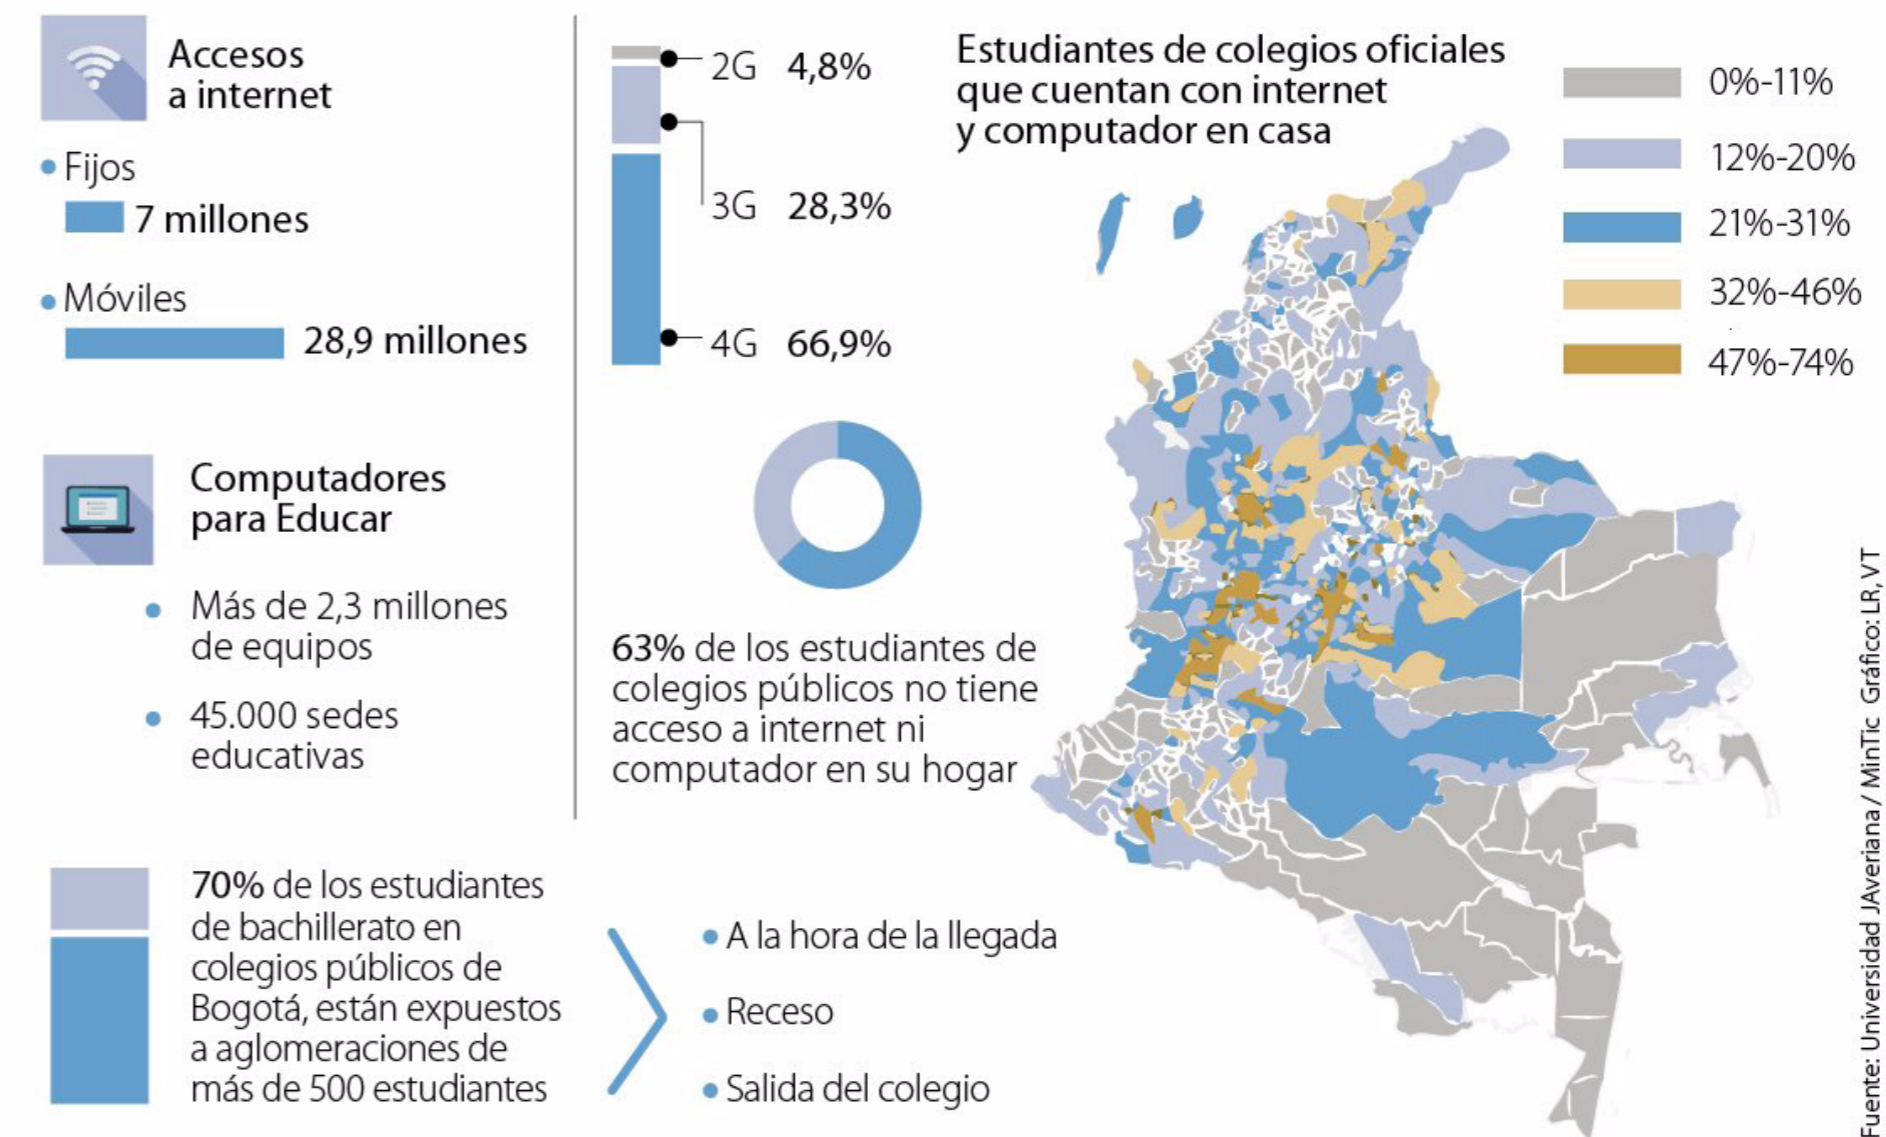 Accesos
a internet
• Fijos
7 millones
• Móviles
28,9 millones
Computadores
para Educar
• Más de 2,3 millones
de equipos
• 45.000 sedes
educativas
2G 4,8%
3G 28,3%
4G 66,9%
63% de los estudiantes de
colegios públicos no tiene
acceso a internet ni
computador en su hogar
Estudiantes de colegios oficiales
que cuentan con internet
y computador en casa
0%-11%
12%-20%
21%-31%
32%-46%
47%-74%
70% de los estudiantes
de bachillerato en
colegios públicos de
Bogotá, están expuestos
a aglomeraciones de
más de 500 estudiantes
• A la hora de la llegada
• Receso
• Salida del colegio
Fuente: Universidad JAveriana / MinTic Gráfico: LR, VT